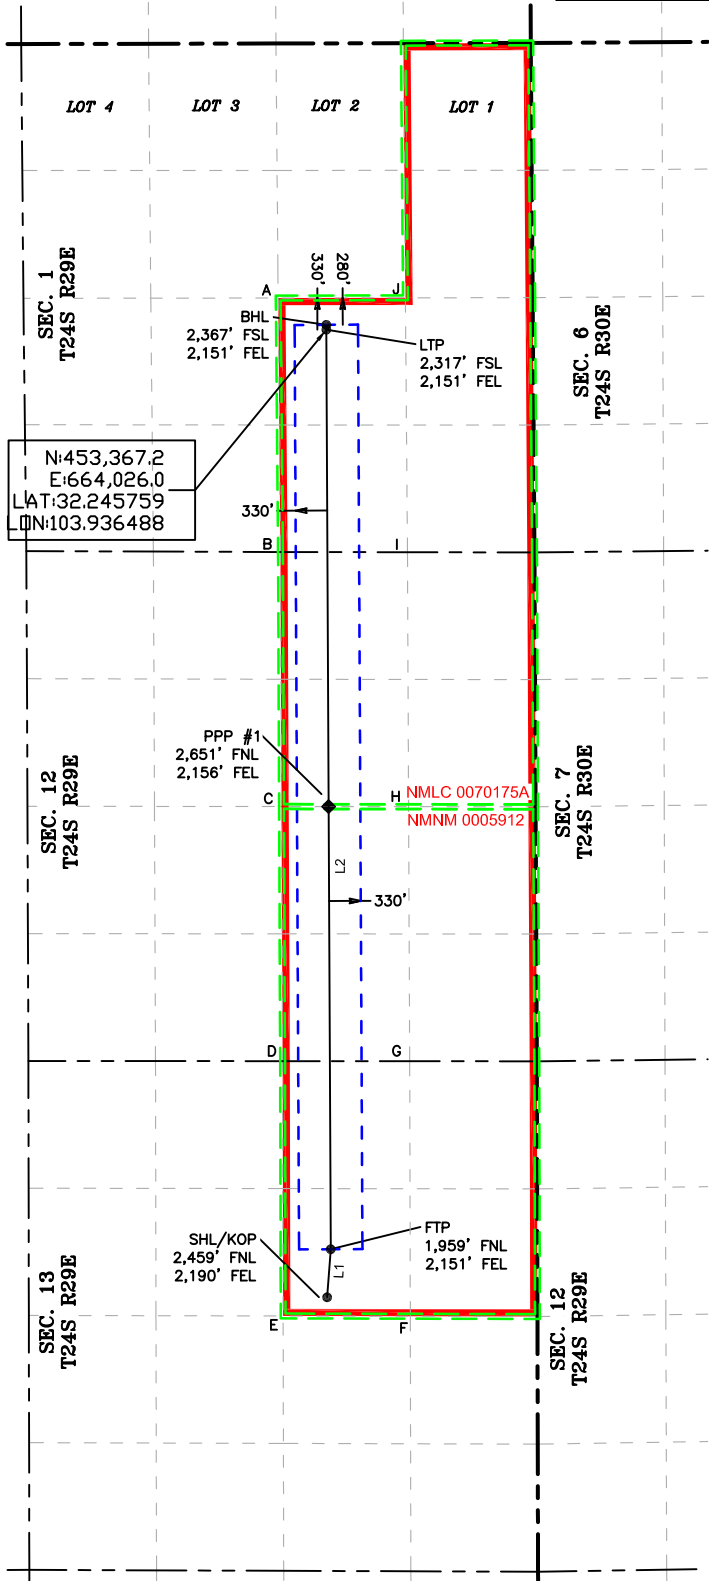 LOT 4
LOT 3
LOT 2
LOT 1
SEC. 1
T24S R29E
330'
280'
A
J
BHL
2,367' FSL
2,151' FEL
LTP
2,317' FSL
2,151' FEL
SEC. 6
T24S R30E
N:453,367.2
E:664,026.0
LAT:32.245759
LON:103.936488
330'
B
I
PPP #1
2,651' FNL
2,156' FEL
C
H
NMLC 0070175A
NMNM 0005912
SEC. 12
T24S R29E
SEC. 7
T24S R30E
L2
330'
D
G
SHL/KOP
2,459' FNL
2,190' FEL
FTP
1,959' FNL
2,151' FEL
L1
SEC. 13
T24S R29E
SEC. 12
T24S R29E
E
F